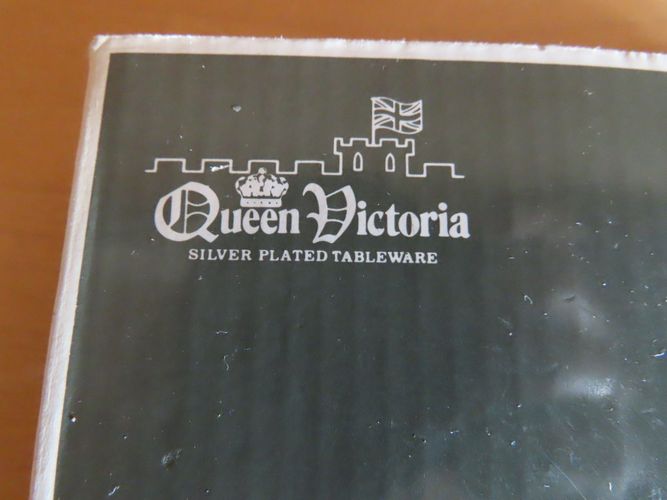 Queen Victoria
SILVER PLATED TABLEWARE